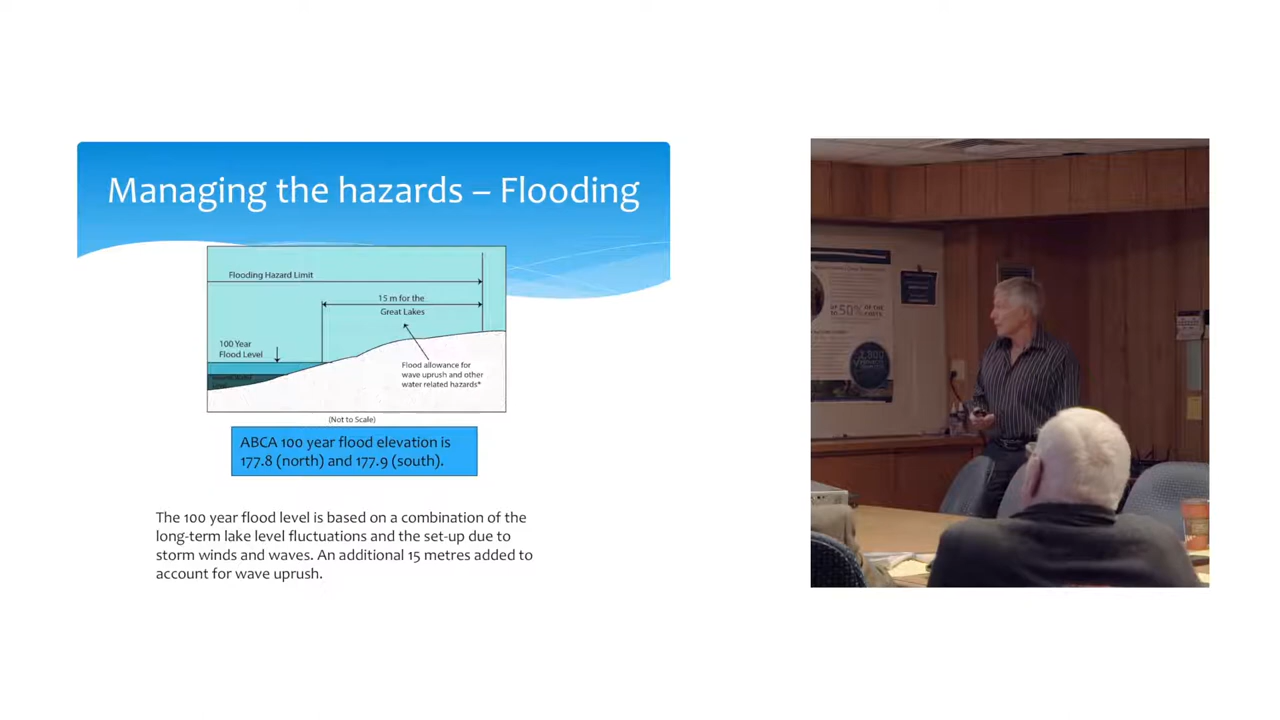 Managing the hazards – Flooding
Flooding Hazard Limit
15 m for the
Great Lakes
100 Year
Flood Level
Flood allowance for
wave uprush and other
water related hazards*
(Not to Scale)
ABCA 100 year flood elevation is
177.8 (north) and 177.9 (south).
The 100 year flood level is based on a combination of the
long-term lake level fluctuations and the set-up due to
storm winds and waves. An additional 15 metres added to
account for wave uprush.
50% OF THE